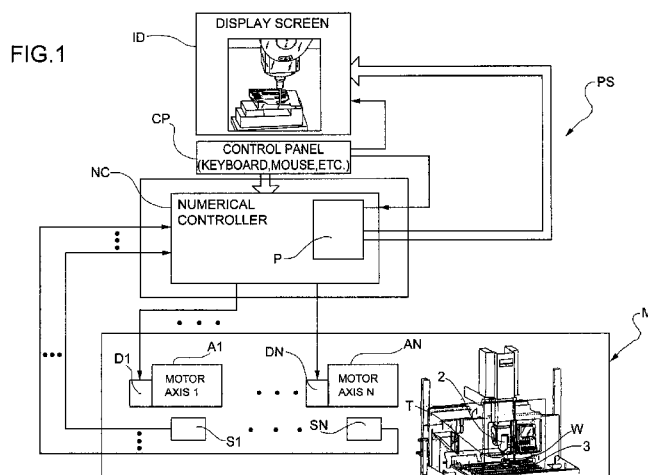 FIG.1
ID
DISPLAY SCREEN
PS
CP
CONTROL PANEL
(KEYBOARD,MOUSE,ETC.)
NC
NUMERICAL
CONTROLLER
P
M
D1
A1
MOTOR
AXIS 1
DN
AN
MOTOR
AXIS N
2
T
W
3
S1
SN